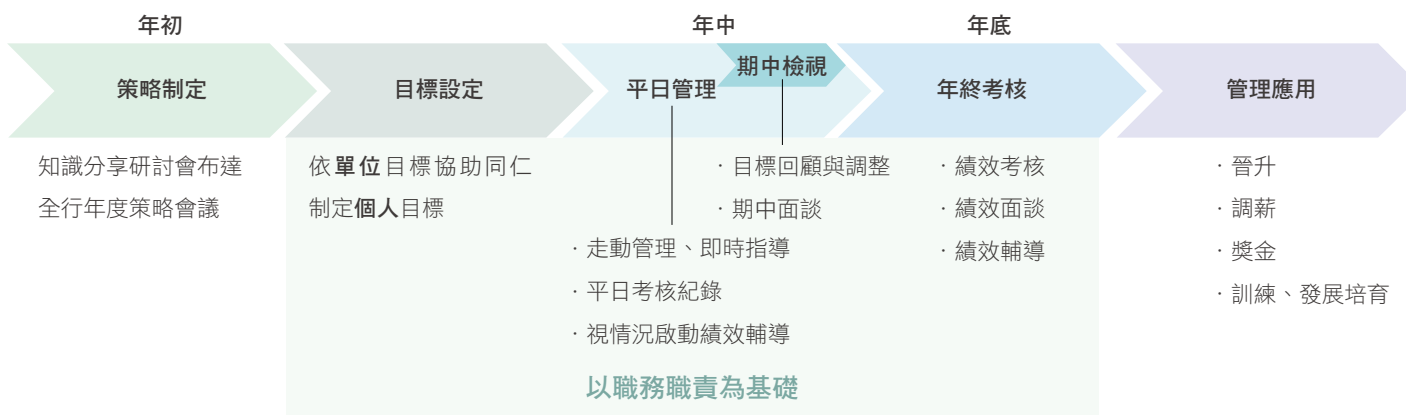 年初
年中
年底
策略制定
目標設定
平日管理
期中檢視
年終考核
管理應用
知識分享研討會布達
全行年度策略會議
依單位目標協助同仁
制定個人目標
·目標回顧與調整
·期中面談
·走動管理、即時指導
·平日考核紀錄
·視情況啟動績效輔導
·績效考核
·績效面談
·績效輔導
·晉升
·調薪
·獎金
·訓練、發展培育
以職務職責為基礎